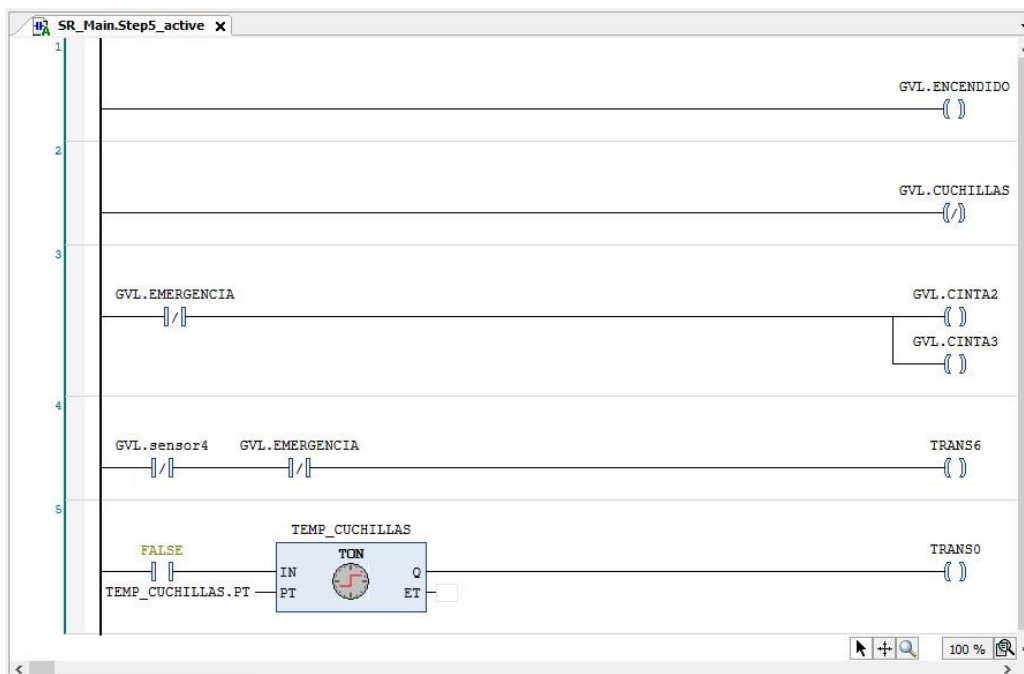 SR_Main.Step5_active
1
GVL.ENCENDIDO
2
GVL.CUCHILLAS
3
GVL.EMERGENCIA
GVL.CINTA2
GVL.CINTA3
4
GVL.sensor4 GVL.EMERGENCIA TRANS6
5
TEMP_CUCHILLAS
FALSE TON TRANS0
IN Q
TEMP_CUCHILLAS.PT PT ET
100 %